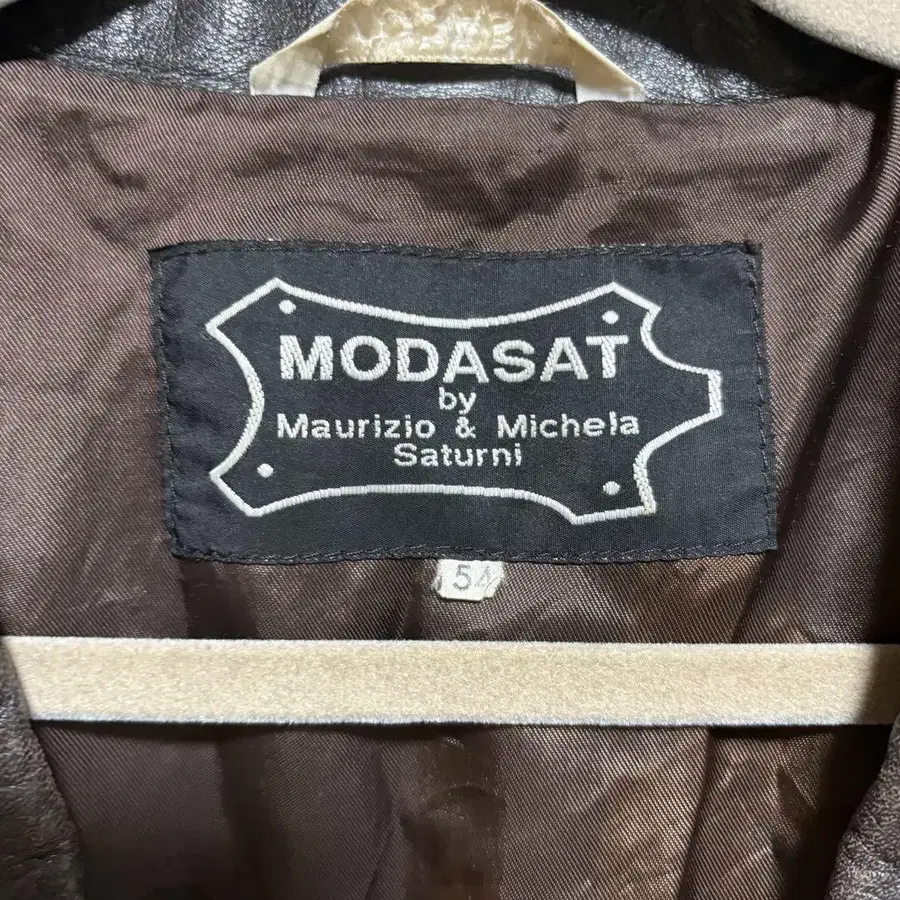 MODASAT
by
Maurizio & Michela
Saturni
54